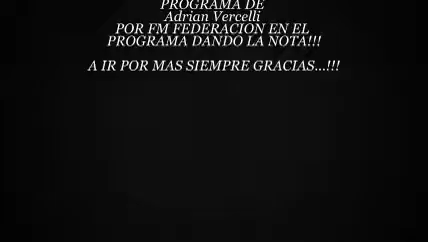 PROGRAMA DE
Adrian Vercelli
POR FM FEDERACION EN EL
PROGRAMA DANDO LA NOTA!!!
A IR POR MAS SIEMPRE GRACIAS...!!!